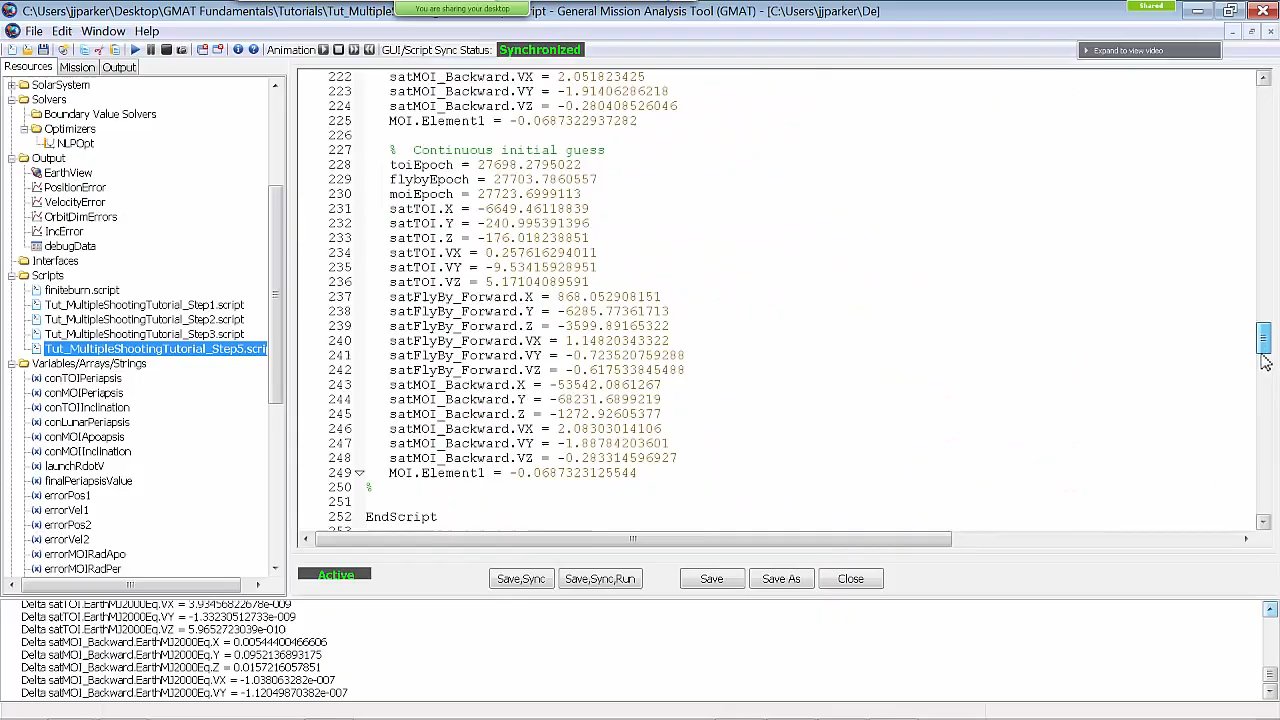 C:\Users\jjparker\Desktop\GMAT Fundamentals\Tutorials\Tut_Multiple
You are sharing your desktop
ript - General Mission Analysis Tool (GMAT) - [C:\Users\jjparker\De]
Shared
File Edit Window Help
Animation GUI/Script Sync Status: Synchronized
Expand to view video
Resources Mission Output
SolarSystem
Solvers
Boundary Value Solvers
Optimizers
NLPOpt
Output
EarthView
PositionError
VelocityError
OrbitDimErrors
IncError
debugData
Interfaces
Scripts
finiteburn.script
Tut_MultipleShootingTutorial_Step1.script
Tut_MultipleShootingTutorial_Step2.script
Tut_MultipleShootingTutorial_Step3.script
Tut_MultipleShootingTutorial_Step5.scri
Variables/Arrays/Strings
conTOIPeriapsis
conMOIPeriapsis
conTOIInclination
conLunarPeriapsis
conMOIApoapsis
conMOIInclination
launchRdotV
finalPeriapsisValue
errorPos1
errorVel1
errorPos2
errorVel2
errorMOIRadApo
errorMOIRadPer
222 satMOI_Backward.VX = 2.051823425
223 satMOI_Backward.VY = -1.91406286218
224 satMOI_Backward.VZ = -0.280408526046
225 MOI.Element1 = -0.0687322937282
226
227 % Continuous initial guess
228 toiEpoch = 27698.2795022
229 flybyEpoch = 27703.7860557
230 moiEpoch = 27723.6999113
231 satTOI.X = -6649.46118839
232 satTOI.Y = -240.995391396
233 satTOI.Z = -176.018238851
234 satTOI.VX = 0.257616294011
235 satTOI.VY = -9.53415928951
236 satTOI.VZ = 5.17104089591
237 satFlyBy_Forward.X = 868.052908151
238 satFlyBy_Forward.Y = -6285.77361713
239 satFlyBy_Forward.Z = -3599.89165322
240 satFlyBy_Forward.VX = 1.14820343322
241 satFlyBy_Forward.VY = -0.723520759288
242 satFlyBy_Forward.VZ = -0.617533845488
243 satMOI_Backward.X = -53542.0861267
244 satMOI_Backward.Y = -68231.6899219
245 satMOI_Backward.Z = -1272.92605377
246 satMOI_Backward.VX = 2.08303014106
247 satMOI_Backward.VY = -1.88784203601
248 satMOI_Backward.VZ = -0.283314596927
249 MOI.Element1 = -0.0687323125544
250 %
251
252 EndScript
Active
Save,Sync Save,Sync,Run Save Save As Close
Delta satTOI.EarthMJ2000Eq.VX = 3.93456822678e-009
Delta satTOI.EarthMJ2000Eq.VY = -1.33230512733e-009
Delta satTOI.EarthMJ2000Eq.VZ = 5.9652723039e-010
Delta satMOI_Backward.EarthMJ2000Eq.X = 0.00544400466606
Delta satMOI_Backward.EarthMJ2000Eq.Y = 0.0952136893175
Delta satMOI_Backward.EarthMJ2000Eq.Z = 0.0157216057851
Delta satMOI_Backward.EarthMJ2000Eq.VX = -1.038063281e-007
Delta satMOI_Backward.EarthMJ2000Eq.VY = -1.12049870382e-007